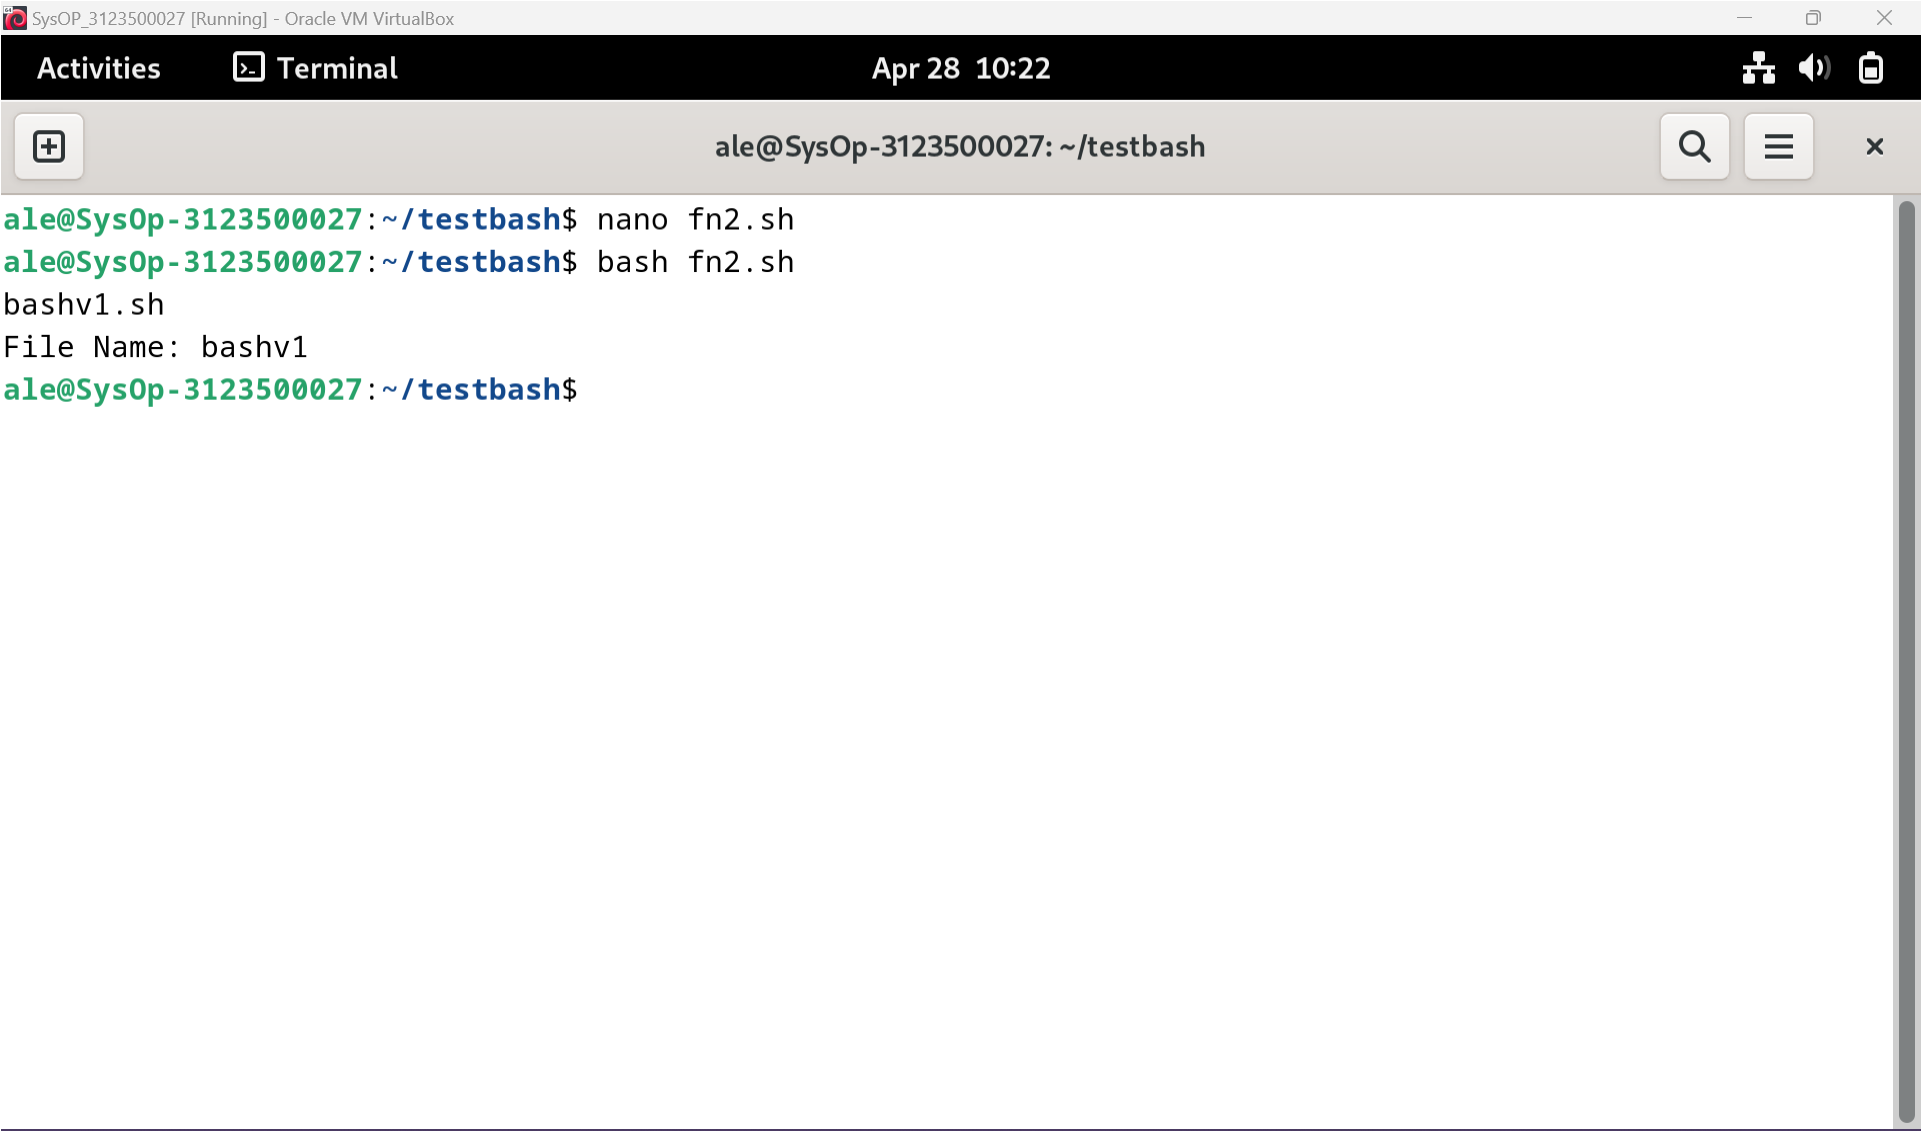 SysOP_3123500027 [Running] - Oracle VM VirtualBox
Activities Terminal Apr 28 10:22
ale@SysOp-3123500027: ~/testbash
ale@SysOp-3123500027:~/testbash$ nano fn2.sh
ale@SysOp-3123500027:~/testbash$ bash fn2.sh
bashv1.sh
File Name: bashv1
ale@SysOp-3123500027:~/testbash$